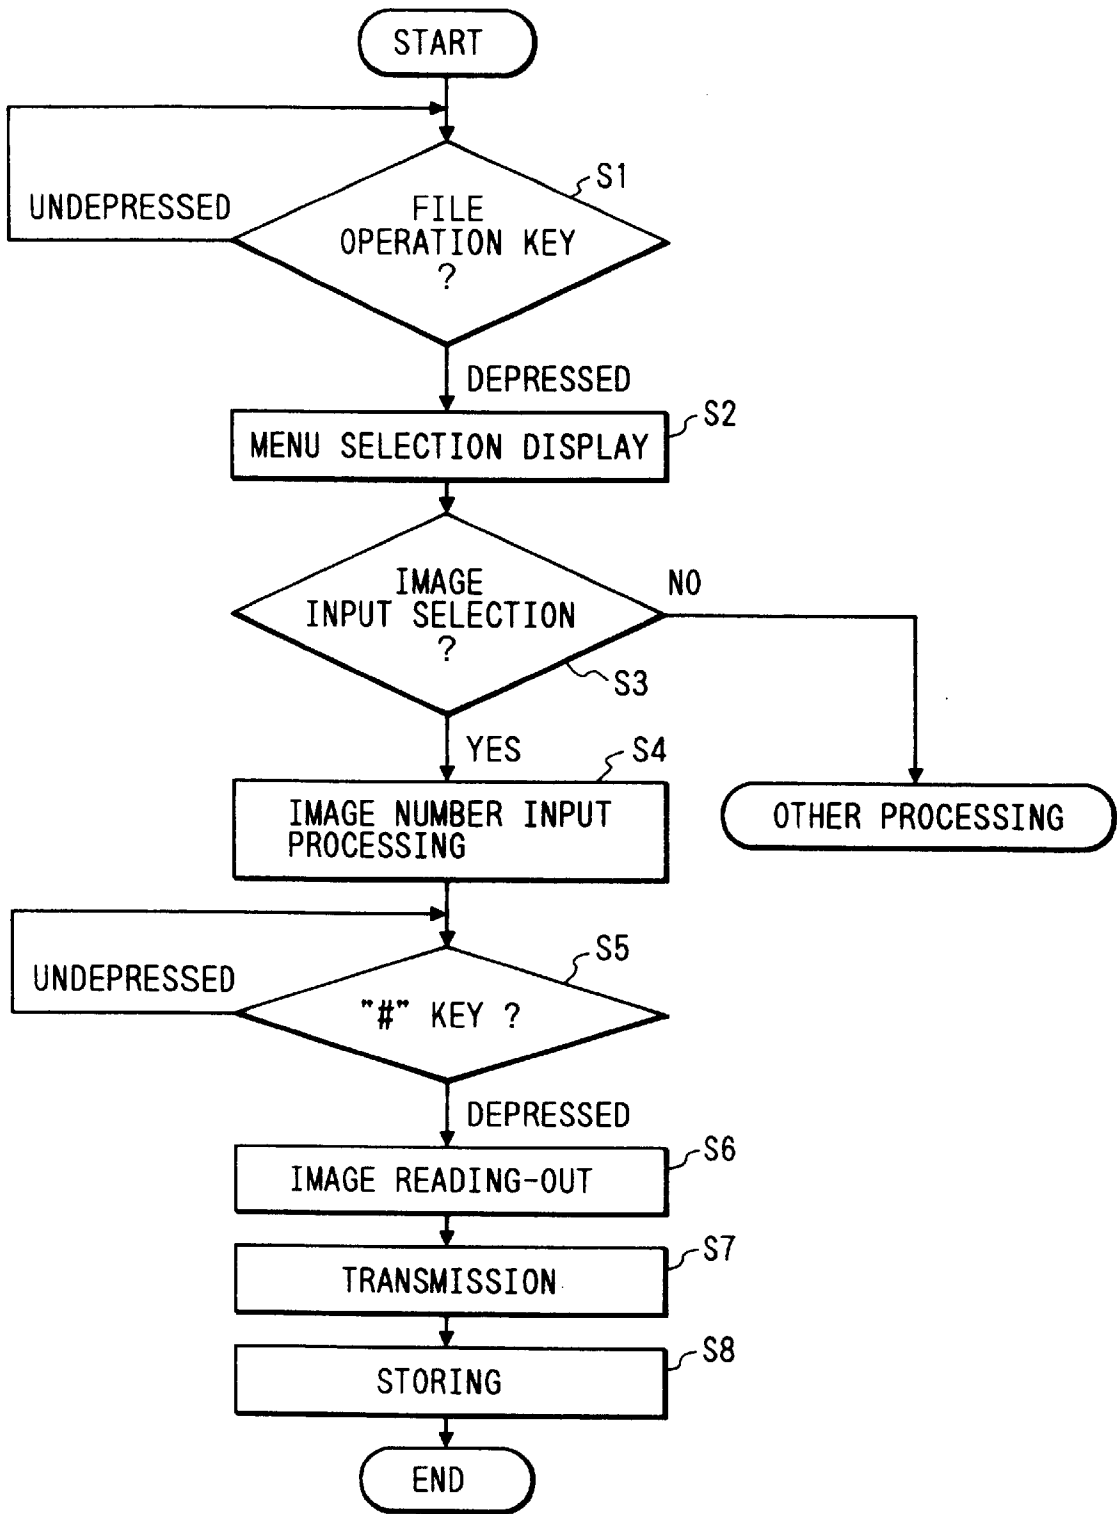 START
S1
UNDEPRESSED
FILE
OPERATION KEY
?
DEPRESSED
S2
MENU SELECTION DISPLAY
IMAGE
INPUT SELECTION
?
NO
S3
YES
S4
IMAGE NUMBER INPUT
PROCESSING
OTHER PROCESSING
S5
UNDEPRESSED
"#" KEY ?
DEPRESSED
S6
IMAGE READING-OUT
S7
TRANSMISSION
S8
STORING
END